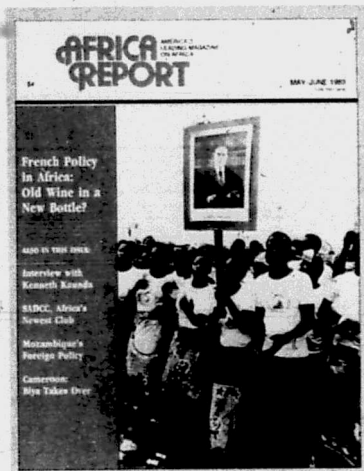 AFRICA
REPORT
AMERICA'S
LEADING MAGAZINE
ON AFRICA
MAY-JUNE 1983
French Policy
in Africa:
Old Wine in a
New Bottle?
ALSO IN THIS ISSUE:
Interview with
Kenneth Kaunda
SADCC, Africa's
Newest Club
Mozambique's
Foreign Policy
Cameroon:
Biya Takes Over